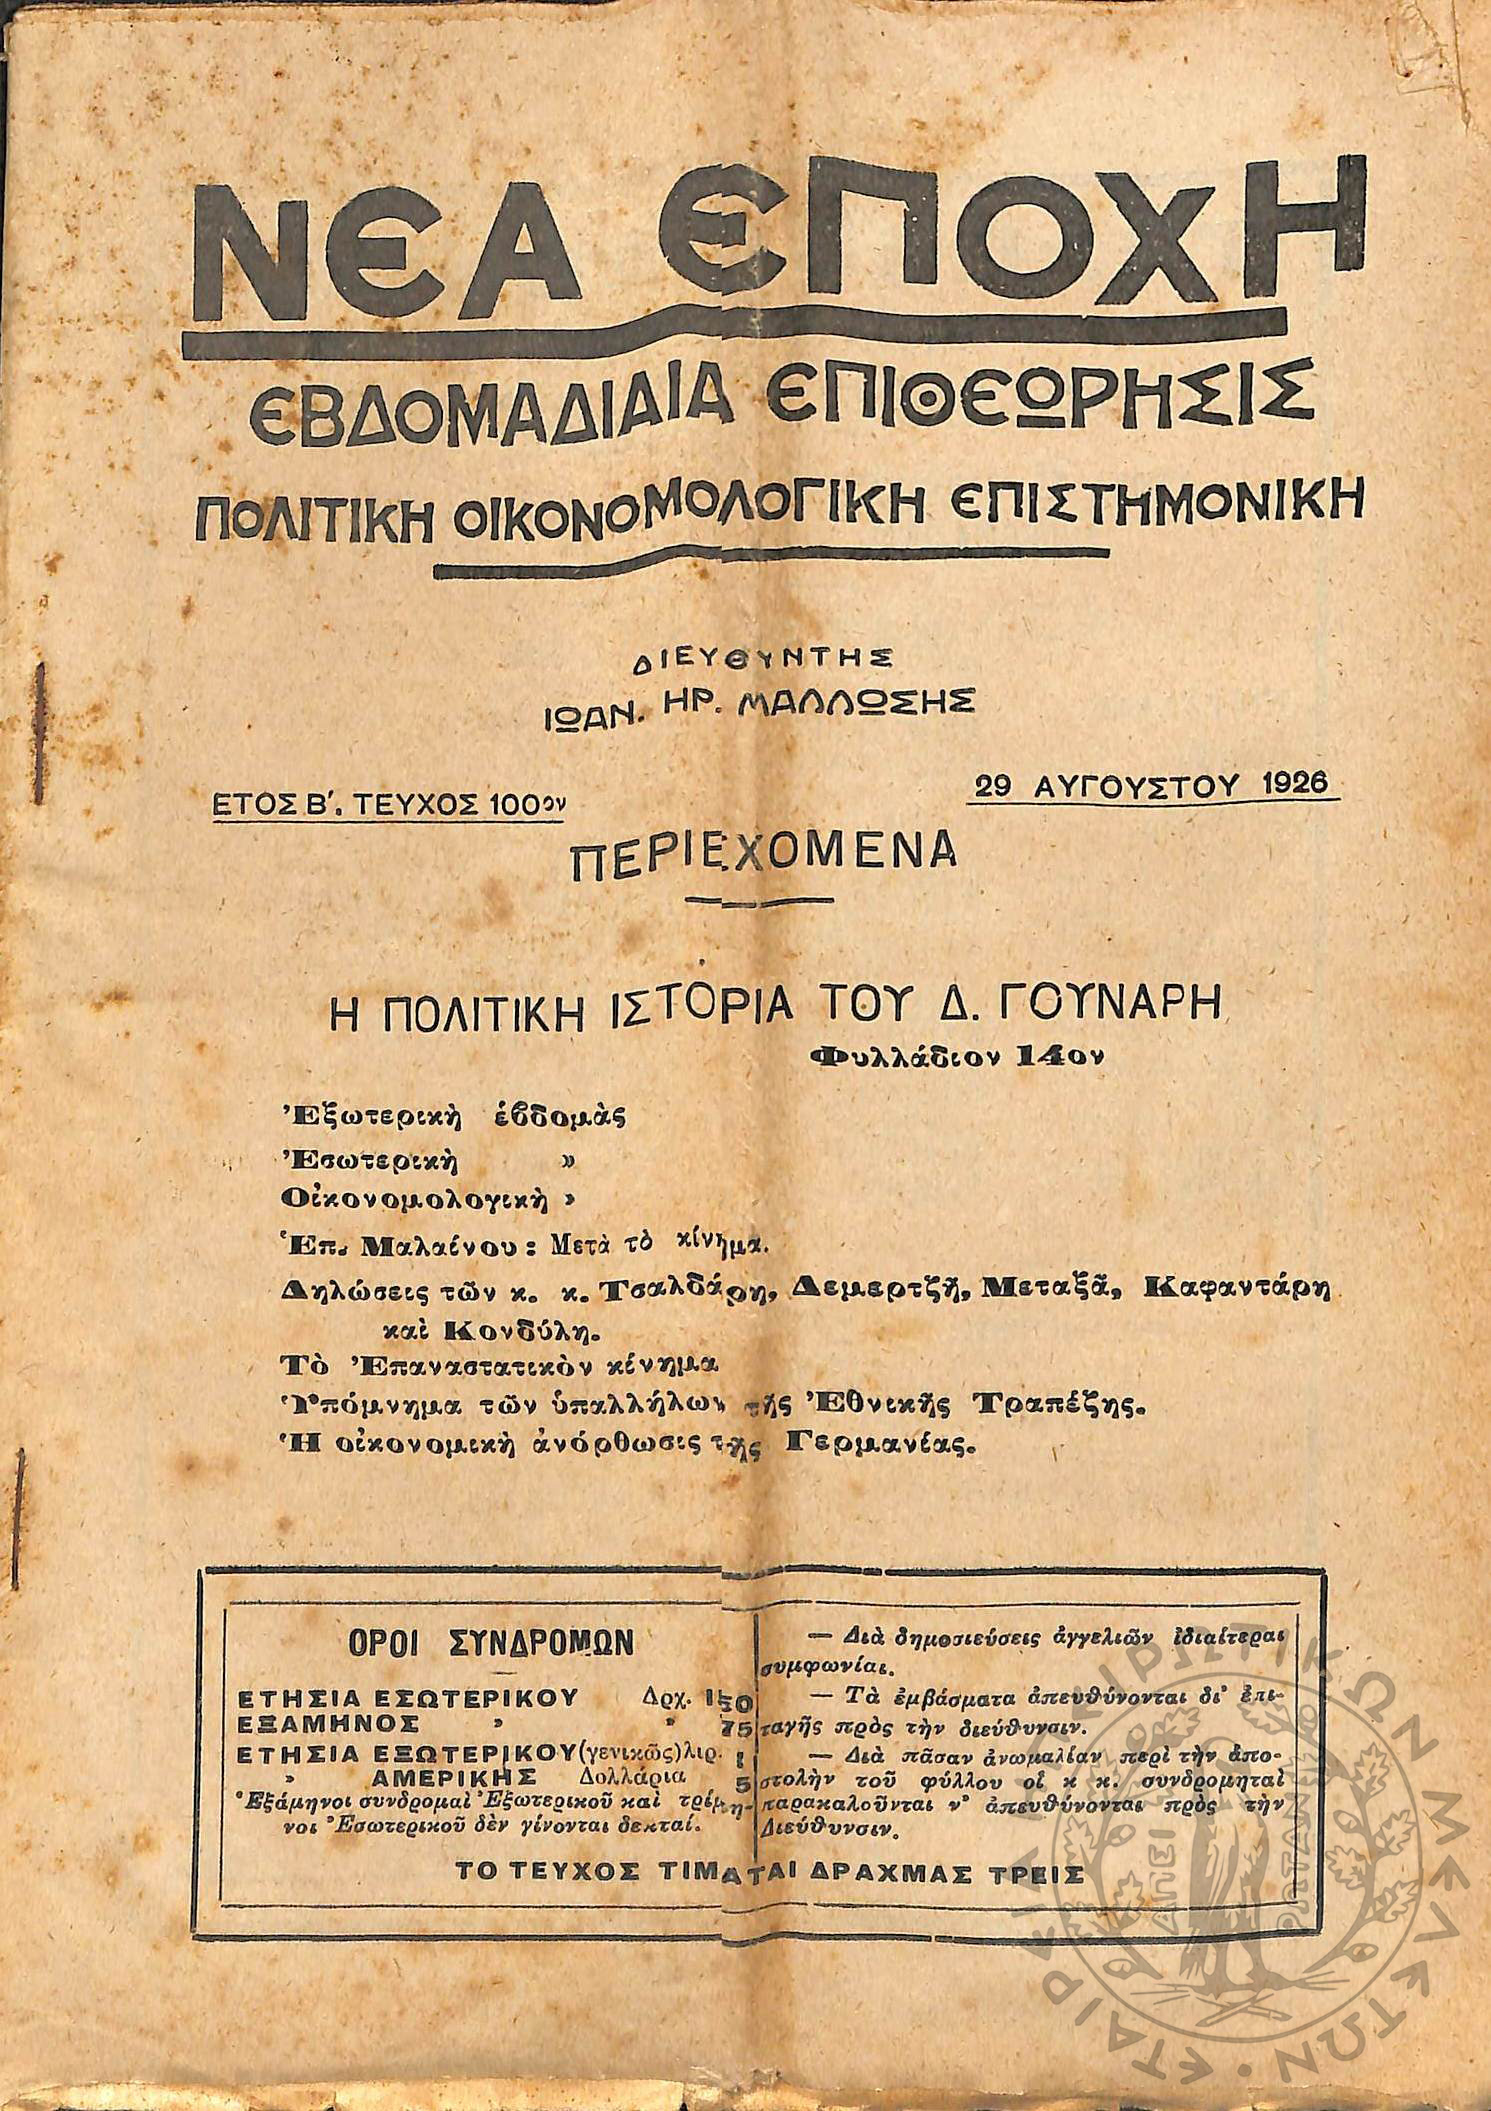 ΝΕΑ ΕΠΟΧΗ
ΕΒΔΟΜΑΔΙΑΙΑ ΕΠΙΘΕΩΡΗΣΙΣ
ΠΟΛΙΤΙΚΗ ΟΙΚΟΝΟΜΟΛΟΓΙΚΗ ΕΠΙΣΤΗΜΟΝΙΚΗ
ΔΙΕΥΘΥΝΤΗΣ
ΙΩΑΝ. ΗΡ. ΜΑΛΛΩΣΗΣ
ΕΤΟΣ Β΄. ΤΕΥΧΟΣ 100ον
29 ΑΥΓΟΥΣΤΟΥ 1926
ΠΕΡΙΕΧΟΜΕΝΑ
Η ΠΟΛΙΤΙΚΗ ΙΣΤΟΡΙΑ ΤΟΥ Δ. ΓΟΥΝΑΡΗ
Φυλλάδιον 14ον
Ἐξωτερικὴ ἑβδομὰς
Ἐσωτερικὴ »
Οἰκονομολογικὴ »
Ἐπ. Μαλαίνου: Μετὰ τὸ κίνημα.
Δηλώσεις τῶν κ. κ. Τσαλδάρη, Δεμερτζῆ, Μεταξᾶ, Καφαντάρη
καὶ Κονδύλη.
Τὸ Ἐπαναστατικὸν κίνημα
Ὑπόμνημα τῶν ὑπαλλήλων τῆς Ἐθνικῆς Τραπέζης.
Ἡ οἰκονομικὴ ἀνόρθωσις τῆς Γερμανίας.
ΟΡΟΙ ΣΥΝΔΡΟΜΩΝ
ΕΤΗΣΙΑ ΕΣΩΤΕΡΙΚΟΥ Δρχ. 150
ΕΞΑΜΗΝΟΣ » » 75
ΕΤΗΣΙΑ ΕΞΩΤΕΡΙΚΟΥ (γενικῶς) λιρ. 1
» ΑΜΕΡΙΚΗΣ Δολλάρια 5
Ἐξάμηνοι συνδρομαὶ Ἐξωτερικοῦ καὶ τρίμη-
νοι Ἐσωτερικοῦ δὲν γίνονται δεκταί.
— Διὰ δημοσιεύσεις ἀγγελιῶν ἰδιαίτεραι
συμφωνίαι.
— Τὰ ἐμβάσματα ἀπευθύνονται δι᾽ ἐπι-
ταγῆς πρὸς τὴν διεύθυνσιν.
— Διὰ πᾶσαν ἀνωμαλίαν περὶ τὴν ἀπο-
στολὴν τοῦ φύλλου οἱ κ κ. συνδρομηταὶ
παρακαλοῦνται ν᾽ ἀπευθύνονται πρὸς τὴν
Διεύθυνσιν.
ΤΟ ΤΕΥΧΟΣ ΤΙΜΑΤΑΙ ΔΡΑΧΜΑΣ ΤΡΕΙΣ
ΕΤΑΙΡΕΙΑ ΗΠΕΙΡΩΤΙΚΩΝ ΜΕΛΕΤΩΝ
ΑΠΕΙ